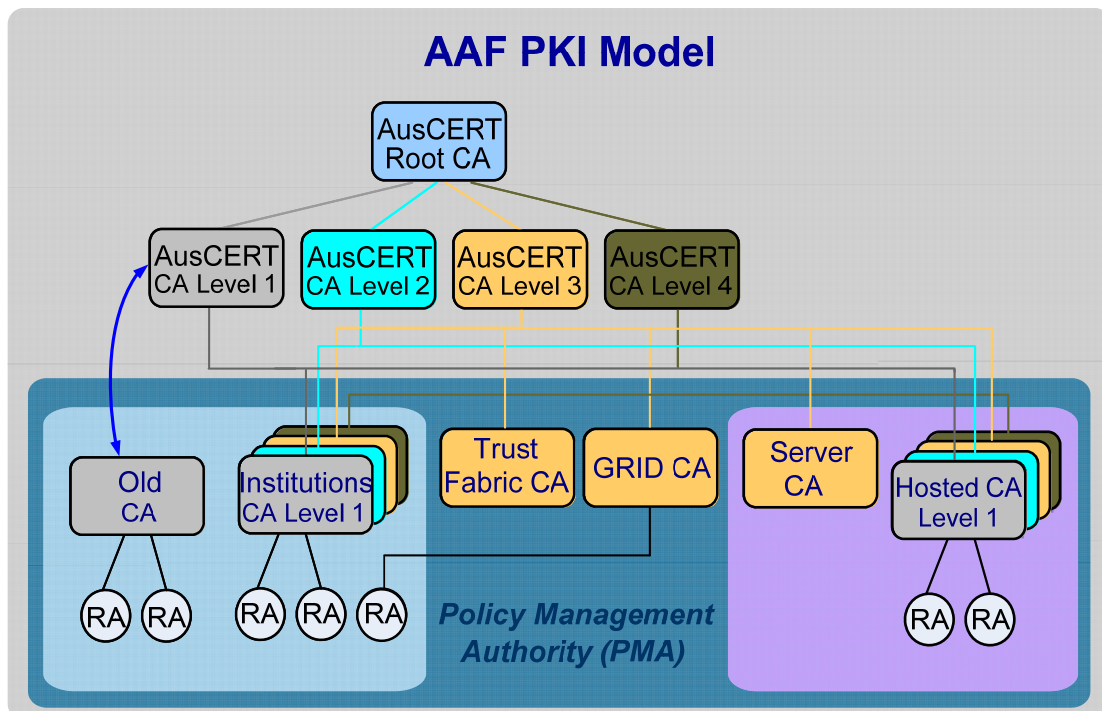 AAF PKI Model
AusCERT
Root CA
AusCERT
CA Level 1
AusCERT
CA Level 2
AusCERT
CA Level 3
AusCERT
CA Level 4
Old
CA
Institutions
CA Level 1
Trust
Fabric CA
GRID CA
Server
CA
Hosted CA
Level 1
RA
RA
RA
RA
RA
Policy Management
Authority (PMA)
RA
RA